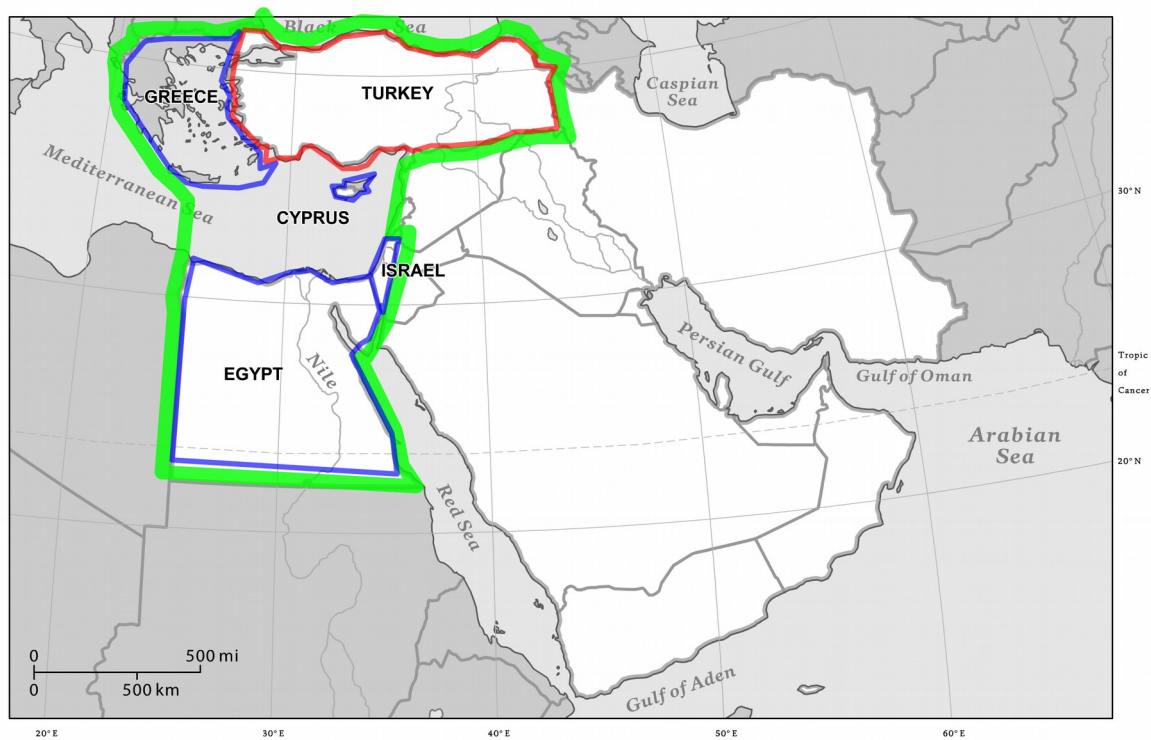 Black Sea
Caspian
Sea
GREECE
TURKEY
Mediterranean Sea
30°N
CYPRUS
ISRAEL
Persian Gulf
Tropic
of
Cancer
Gulf of Oman
EGYPT
Nile
Arabian
Sea
20°N
Red Sea
0 500 mi
0 500 km
Gulf of Aden
20°E 30°E 40°E 50°E 60°E